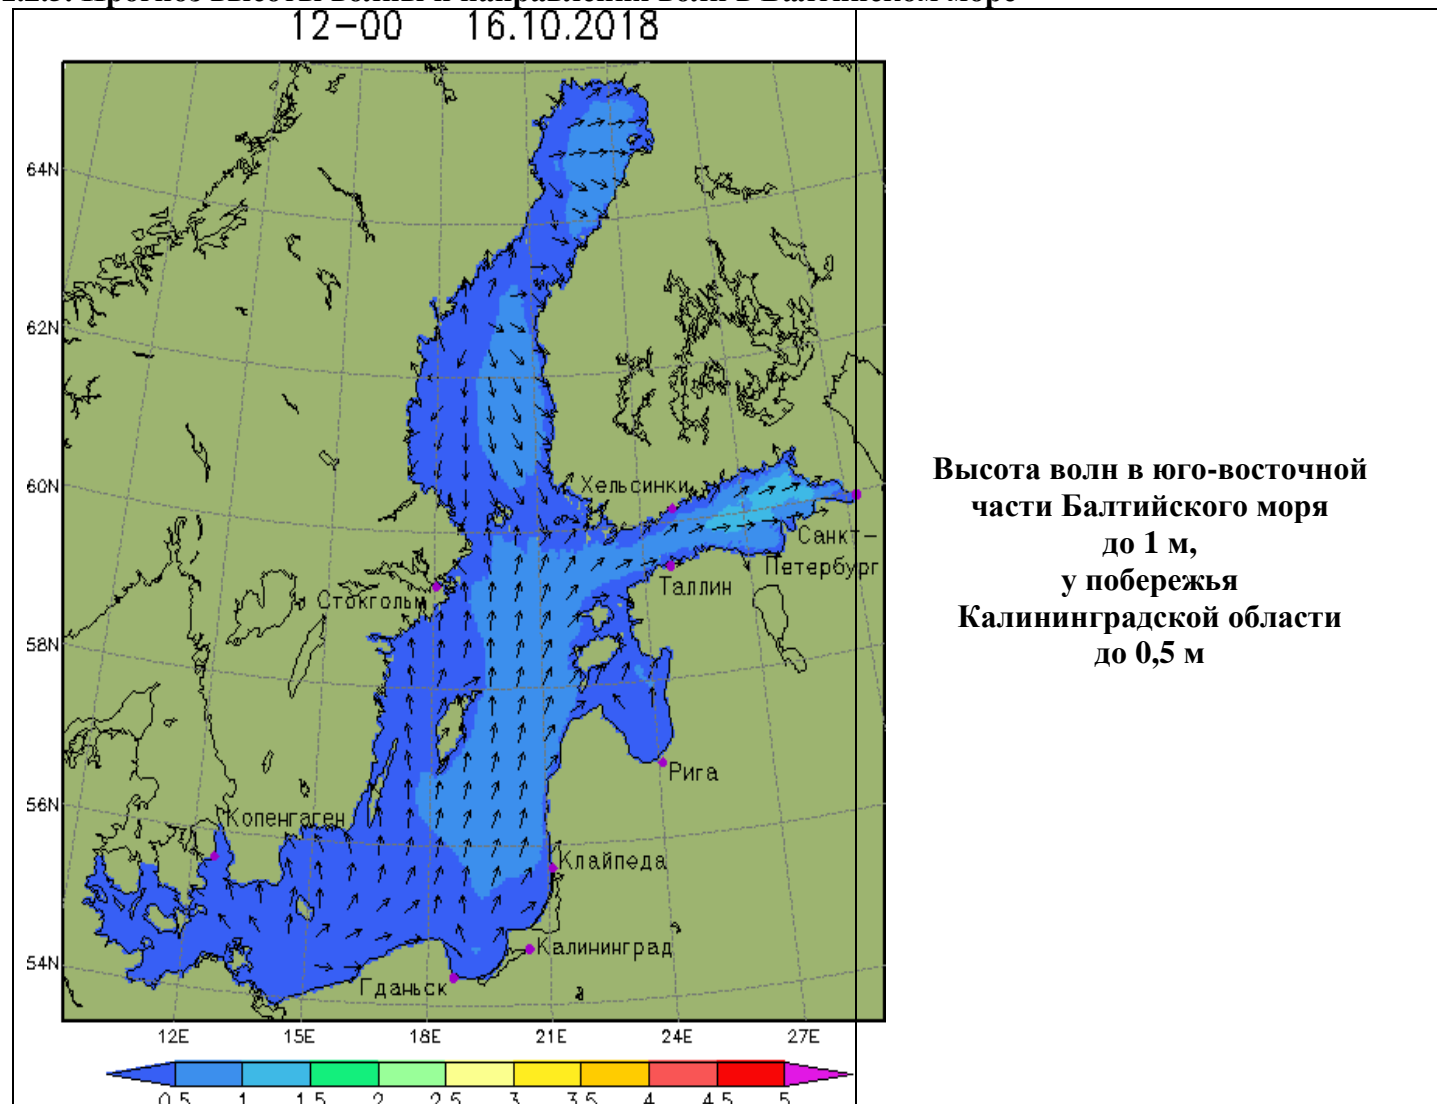 12-00 16.10.2018
64N
62N
60N
58N
56N
54N
12E 15E 18E 21E 24E 27E
Хельсинки
Санкт-
Петербург
Таллин
Стокгольм
Рига
Копенгаген
Клайпеда
Калининград
Гданьск
0.5 1 1.5 2 2.5 3 3.5 4 4.5 5
Высота волн в юго-восточной
части Балтийского моря
до 1 м,
у побережья
Калининградской области
до 0,5 м